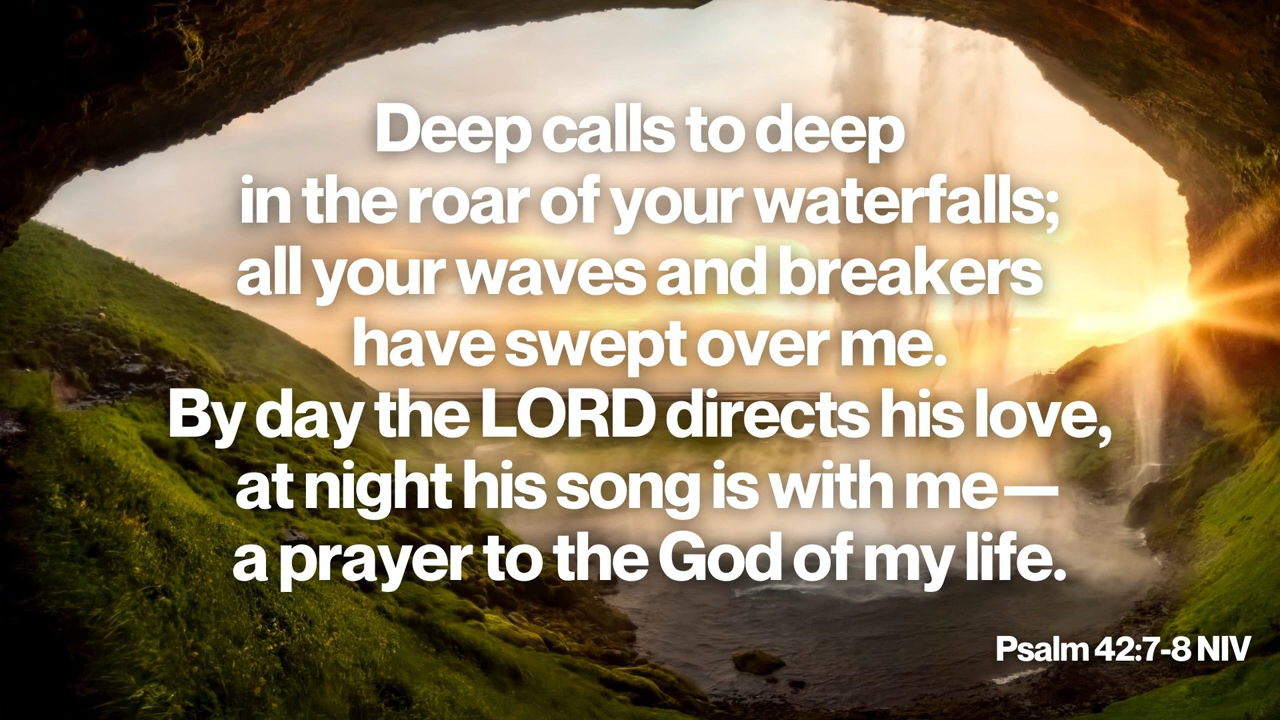 Deep calls to deep
in the roar of your waterfalls;
all your waves and breakers
have swept over me.
By day the LORD directs his love,
at night his song is with me—
a prayer to the God of my life.
Psalm 42:7-8 NIV